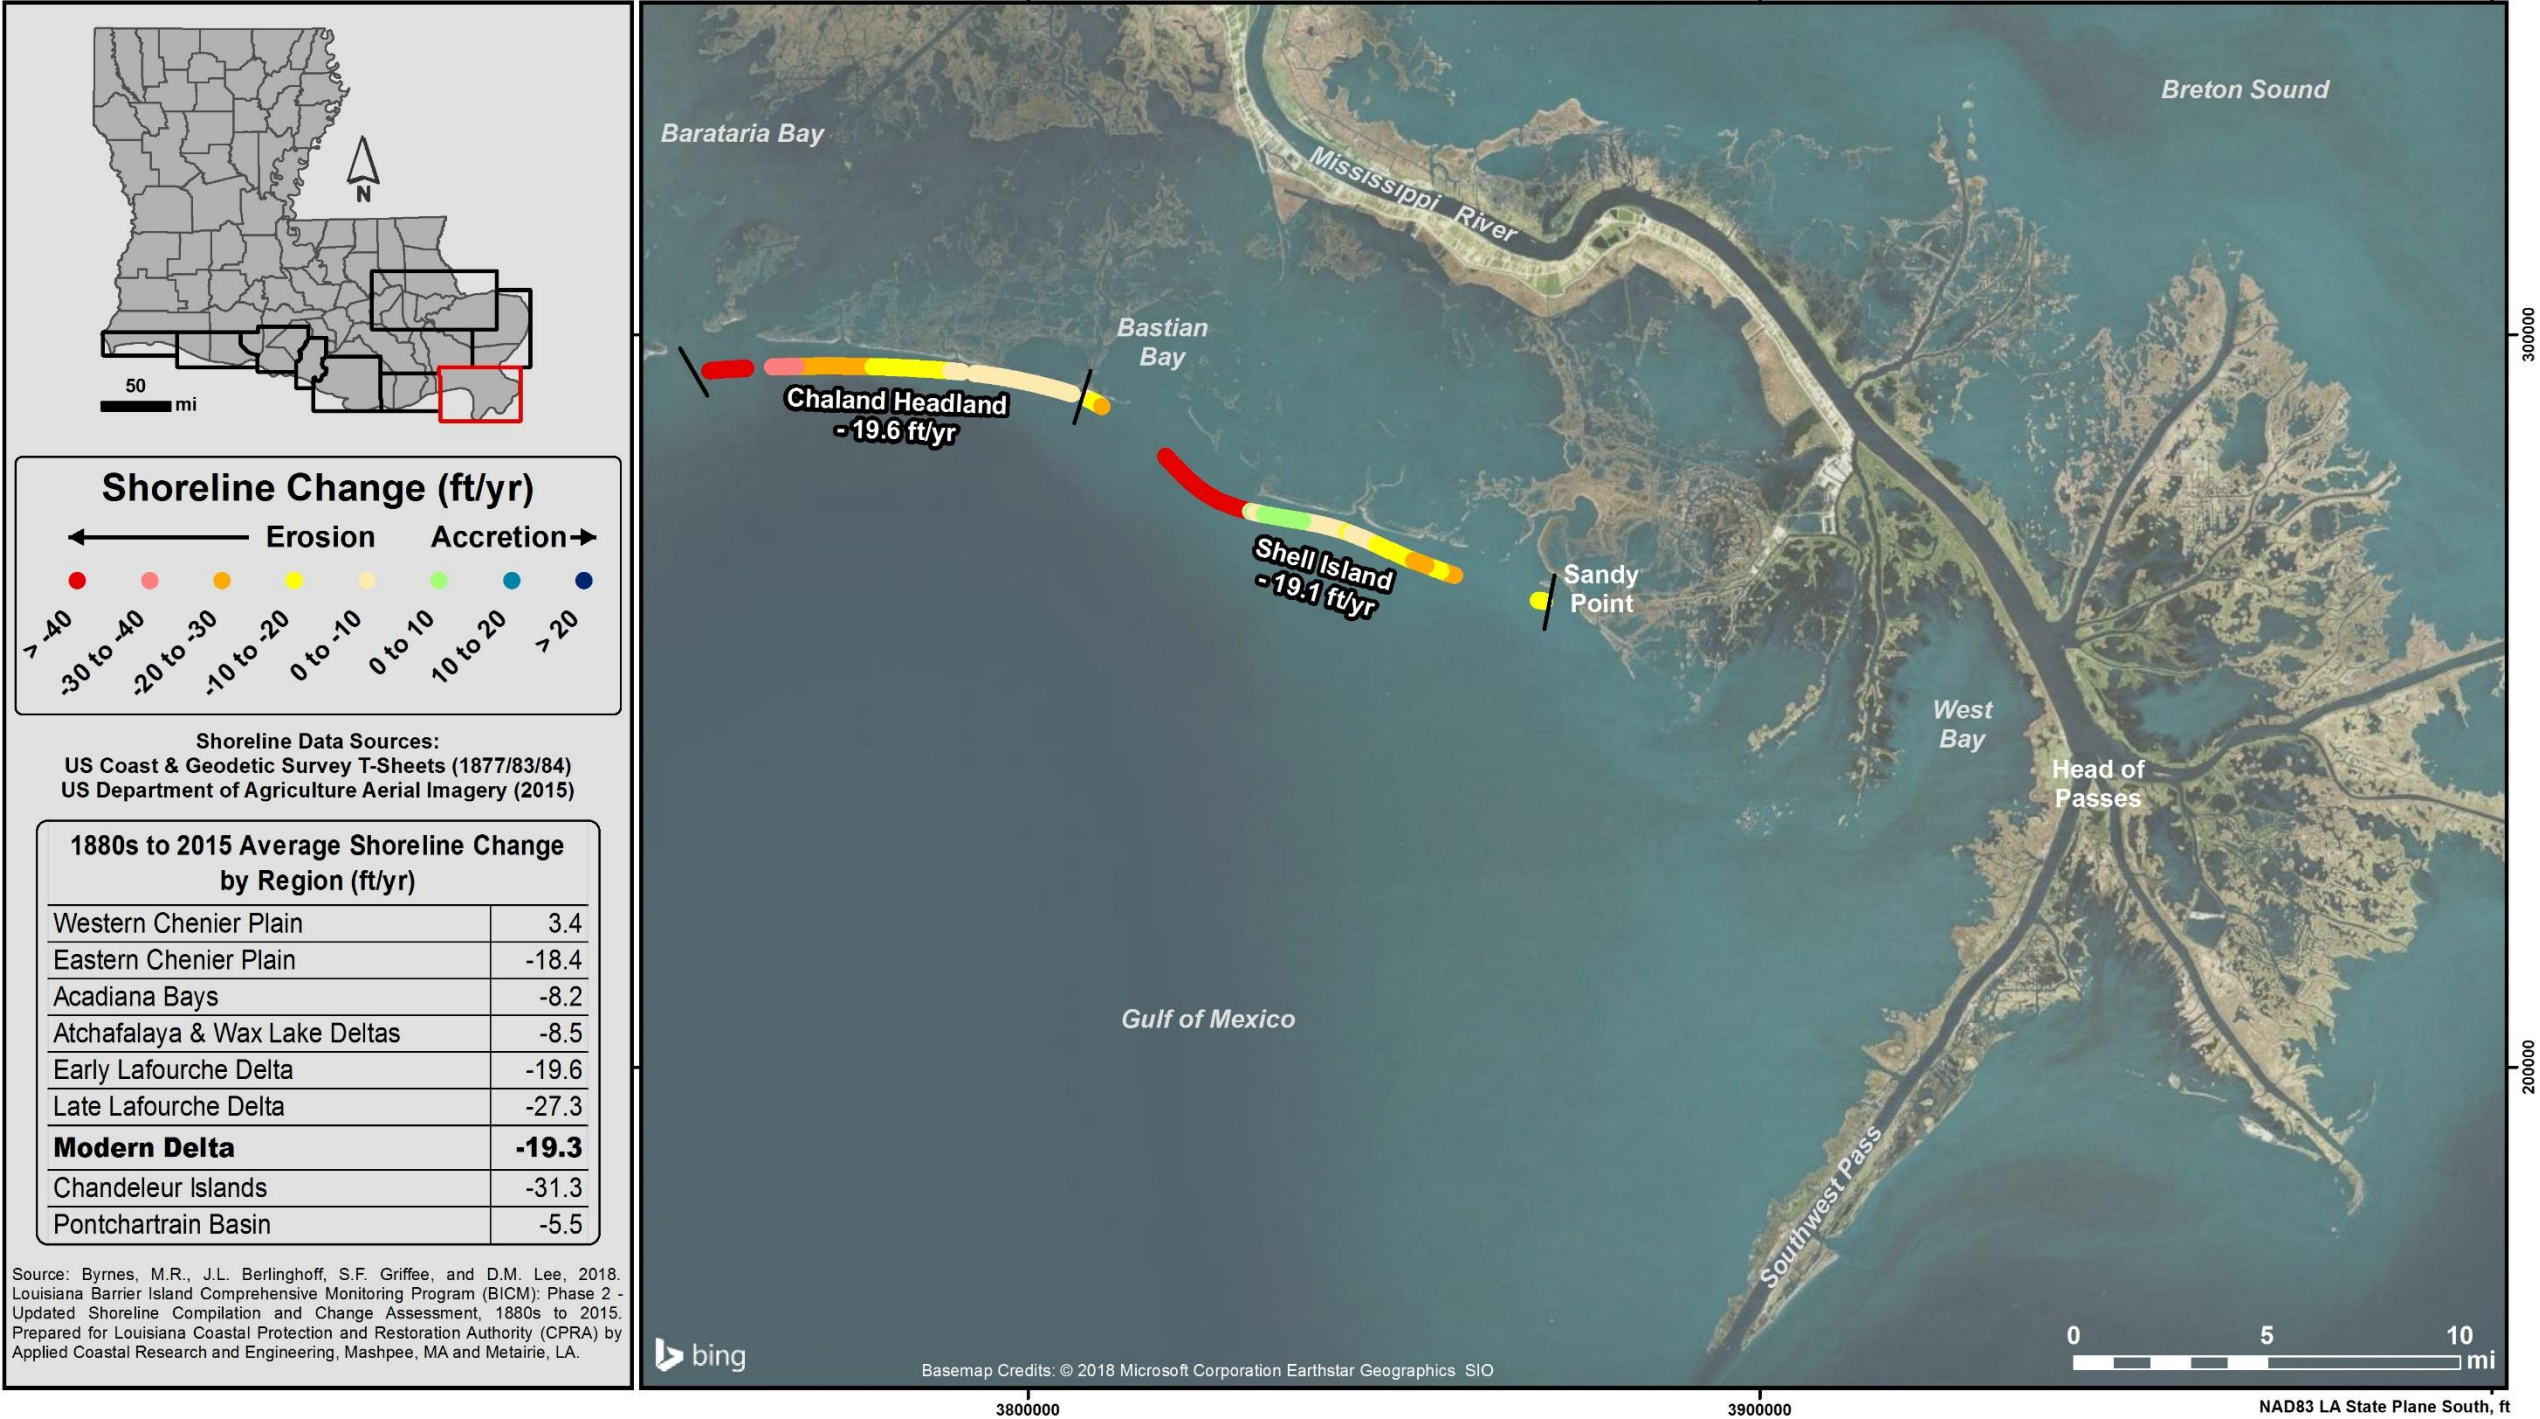 N
50
mi
Shoreline Change (ft/yr)
Erosion Accretion
> -40
-30 to -40
-20 to -30
-10 to -20
0 to -10
0 to 10
10 to 20
> 20
Shoreline Data Sources:
US Coast & Geodetic Survey T-Sheets (1877/83/84)
US Department of Agriculture Aerial Imagery (2015)
1880s to 2015 Average Shoreline Change
by Region (ft/yr)
Western Chenier Plain 3.4
Eastern Chenier Plain -18.4
Acadiana Bays -8.2
Atchafalaya & Wax Lake Deltas -8.5
Early Lafourche Delta -19.6
Late Lafourche Delta -27.3
Modern Delta -19.3
Chandeleur Islands -31.3
Pontchartrain Basin -5.5
Source: Byrnes, M.R., J.L. Berlinghoff, S.F. Griffee, and D.M. Lee, 2018.
Louisiana Barrier Island Comprehensive Monitoring Program (BICM): Phase 2 -
Updated Shoreline Compilation and Change Assessment, 1880s to 2015.
Prepared for Louisiana Coastal Protection and Restoration Authority (CPRA) by
Applied Coastal Research and Engineering, Mashpee, MA and Metairie, LA.
Breton Sound
Barataria Bay
Mississippi River
Bastian
Bay
Chaland Headland
- 19.6 ft/yr
Shell Island
- 19.1 ft/yr
Sandy
Point
West
Bay
Head of
Passes
Gulf of Mexico
Southwest Pass
0 5 10
mi
bing
Basemap Credits: © 2018 Microsoft Corporation Earthstar Geographics SIO
300000
200000
3800000
3900000
NAD83 LA State Plane South, ft